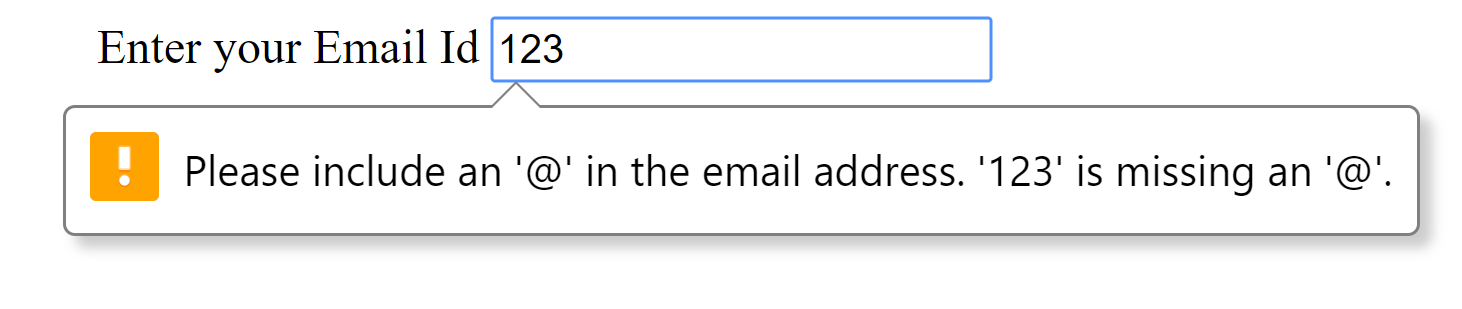 Enter your Email Id 123
Please include an '@' in the email address. '123' is missing an '@'.